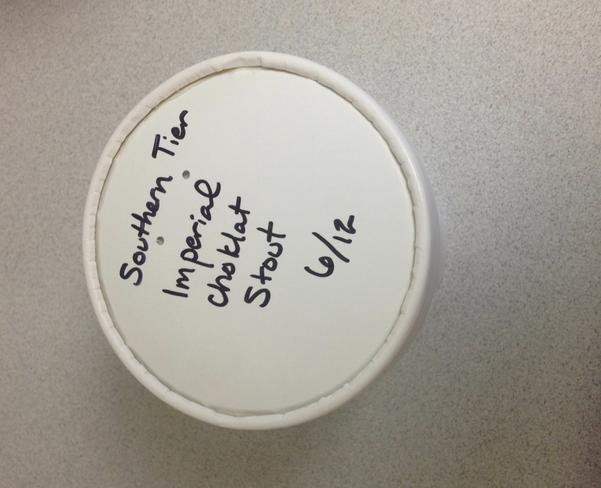 Southern Tier
Imperial
choklat
Stout
6/12